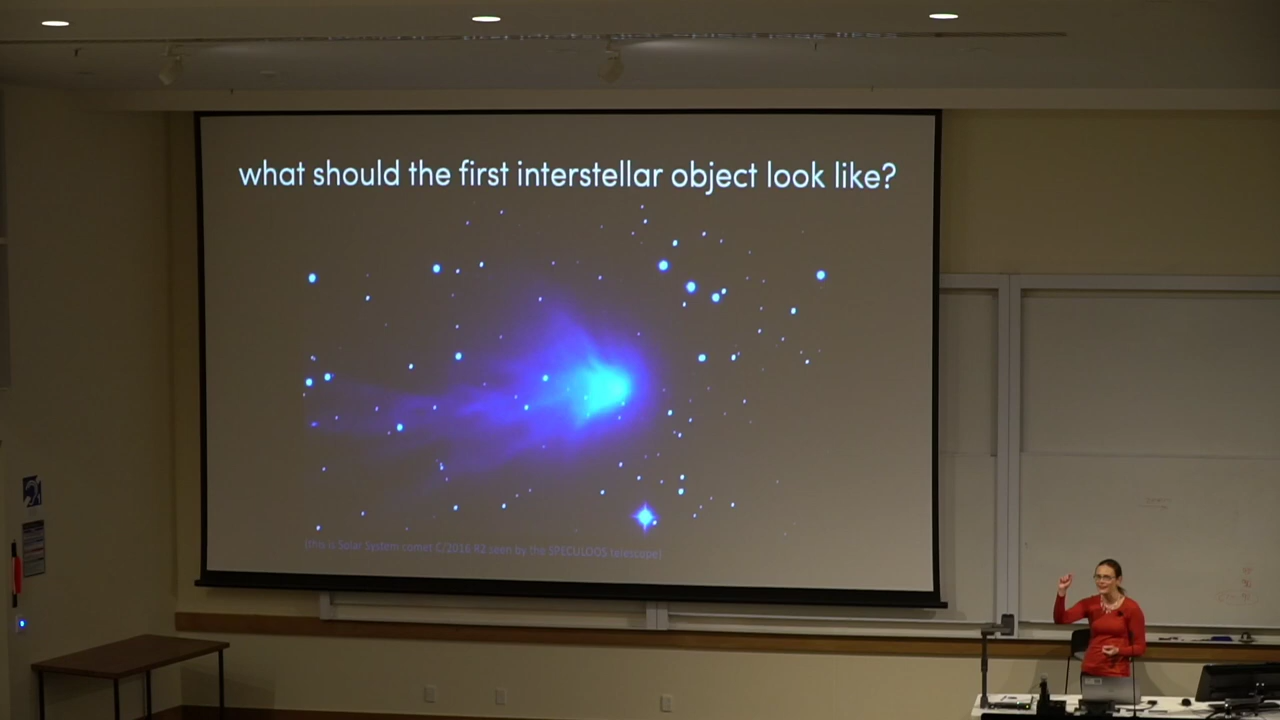 what should the first interstellar object look like?
[this is Solar System comet C/2016 R2 seen by the SPECULOOS telescope]